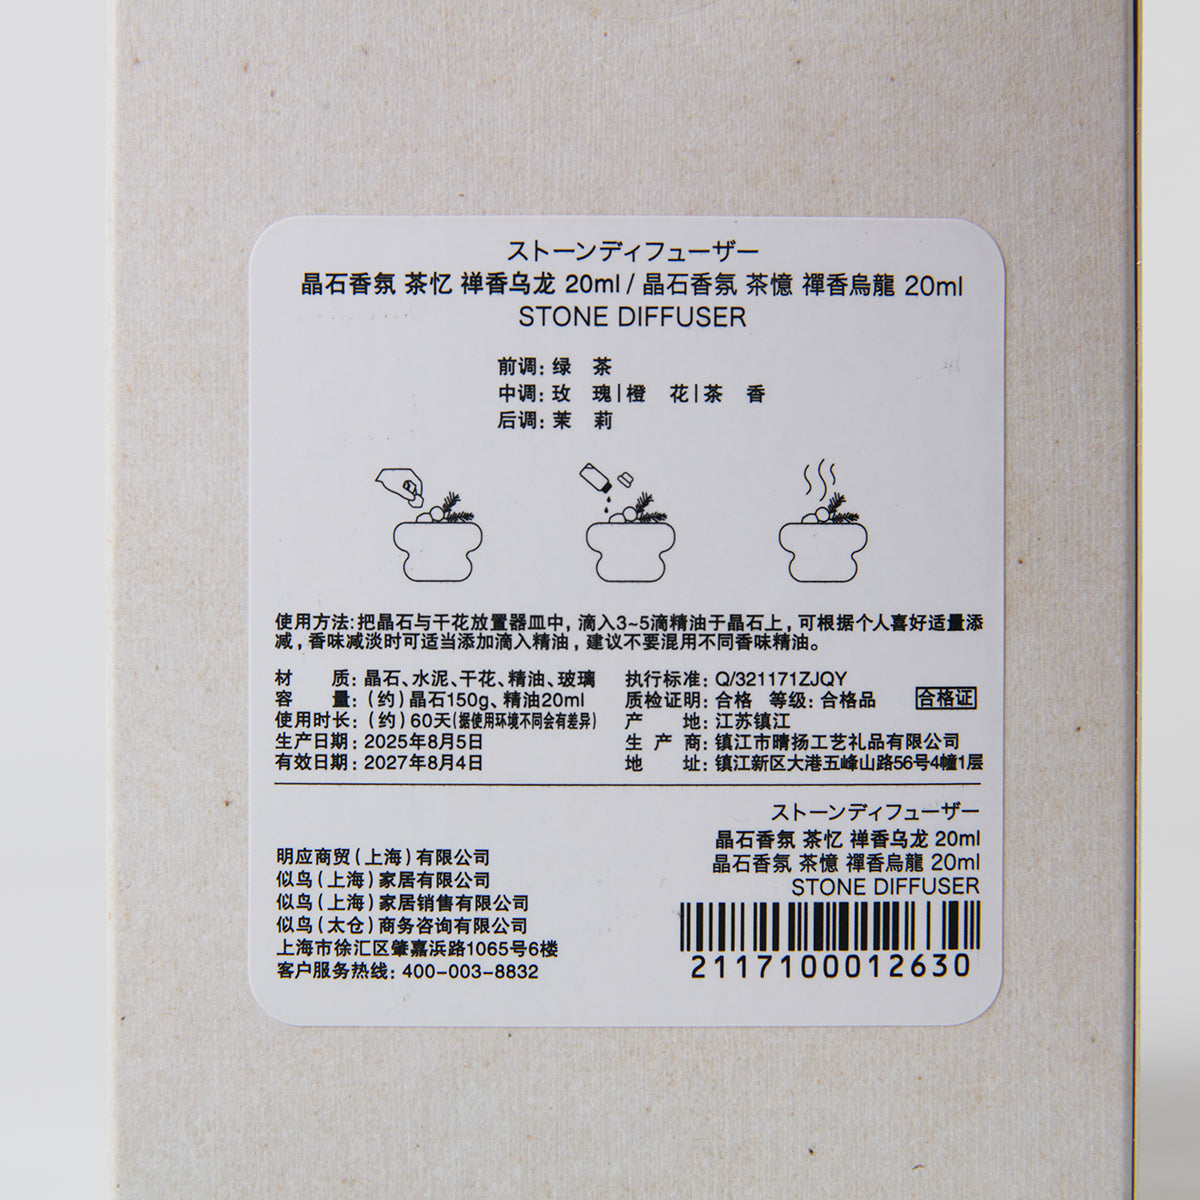 ストーンディフューザー
晶石香氛 茶忆 禅香乌龙 20ml / 晶石香氛 茶憶 禪香烏龍 20ml
STONE DIFFUSER
前调: 绿 茶
中调: 玫 瑰|橙 花|茶 香
后调: 茉 莉
使用方法:把晶石与干花放置器皿中, 滴入3~5滴精油于晶石上, 可根据个人喜好适量添
减, 香味减淡时可适当添加滴入精油, 建议不要混用不同香味精油。
材 质: 晶石、水泥、干花、精油、玻璃
容 量: (约) 晶石150g、精油20ml
使用时长: (约) 60天(据使用环境不同会有差异)
生产日期: 2025年8月5日
有效日期: 2027年8月4日
执行标准: Q/321171ZJQY
质检证明: 合格 等级: 合格品 合格证
产 地: 江苏镇江
生 产 商: 镇江市晴扬工艺礼品有限公司
地 址: 镇江新区大港五峰山路56号4幢1层
明应商贸(上海)有限公司
似鸟(上海)家居有限公司
似鸟(上海)家居销售有限公司
似鸟(太仓)商务咨询有限公司
上海市徐汇区肇嘉浜路1065号6楼
客户服务热线: 400-003-8832
ストーンディフューザー
晶石香氛 茶忆 禅香乌龙 20ml
晶石香氛 茶憶 禪香烏龍 20ml
STONE DIFFUSER
2117100012630